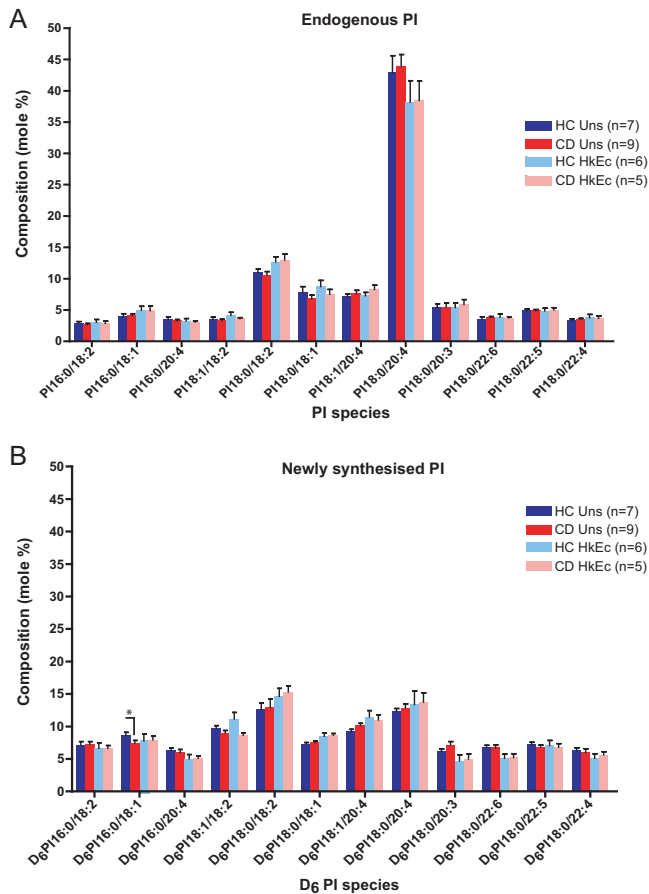 A
Endogenous PI
Composition (mole %)
50
45
40
35
30
25
20
15
10
5
0
HC Uns (n=7)
CD Uns (n=9)
HC HkEc (n=6)
CD HkEc (n=5)
PI16:0/18:2
PI16:0/18:1
PI16:0/20:4
PI18:1/18:2
PI18:0/18:2
PI18:0/18:1
PI18:1/20:4
PI18:0/20:4
PI18:0/20:3
PI18:0/22:6
PI18:0/22:5
PI18:0/22:4
PI species
B
Newly synthesised PI
Composition (mole %)
50
45
40
35
30
25
20
15
10
5
0
HC Uns (n=7)
CD Uns (n=9)
HC HkEc (n=6)
CD HkEc (n=5)
*
D6PI16:0/18:2
D6PI16:0/18:1
D6PI16:0/20:4
D6PI18:1/18:2
D6PI18:0/18:2
D6PI18:0/18:1
D6PI18:1/20:4
D6PI18:0/20:4
D6PI18:0/20:3
D6PI18:0/22:6
D6PI18:0/22:5
D6PI18:0/22:4
D6 PI species